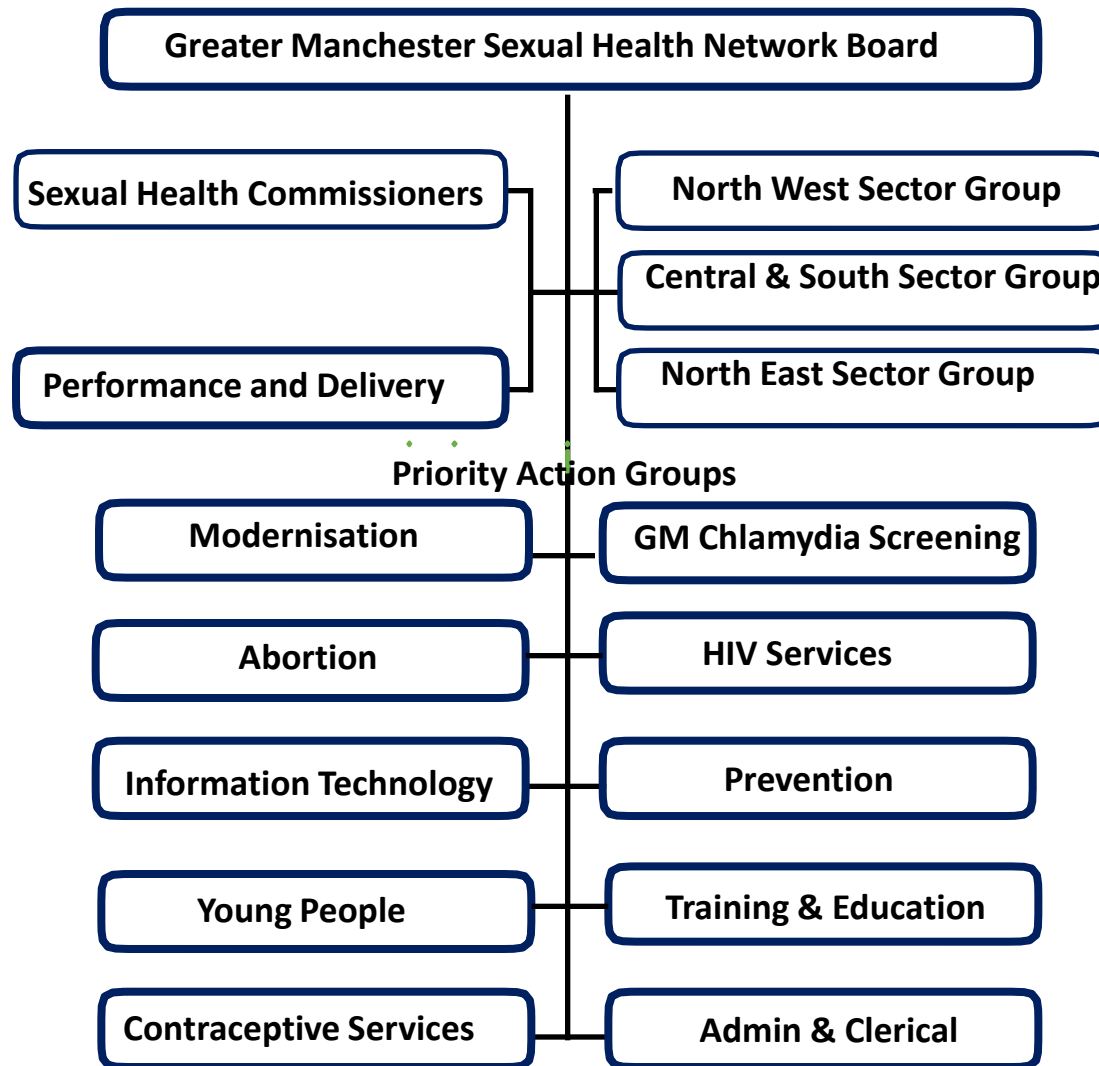 Greater Manchester Sexual Health Network Board
Sexual Health Commissioners
North West Sector Group
Central & South Sector Group
Performance and Delivery
North East Sector Group
Priority Action Groups
Modernisation
GM Chlamydia Screening
Abortion
HIV Services
Information Technology
Prevention
Young People
Training & Education
Contraceptive Services
Admin & Clerical